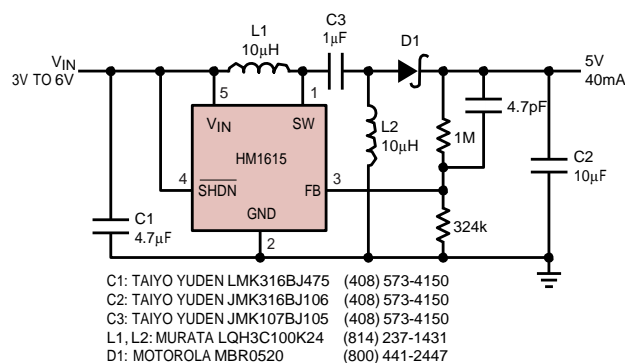 L1
10µH
C3
1µF
D1
VIN
3V TO 6V
5V
40mA
5
1
VIN
SW
HM1615
L2
10µH
4.7pF
1M
C2
10µF
4
SHDN
FB
3
GND
324k
C1
4.7µF
2
C1: TAIYO YUDEN LMK316BJ475 (408) 573-4150
C2: TAIYO YUDEN JMK316BJ106 (408) 573-4150
C3: TAIYO YUDEN JMK107BJ105 (408) 573-4150
L1, L2: MURATA LQH3C100K24 (814) 237-1431
D1: MOTOROLA MBR0520 (800) 441-2447